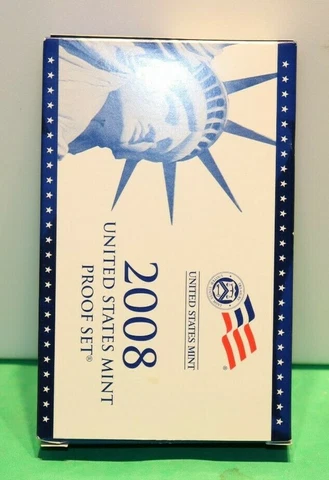 2008
UNITED STATES MINT
PROOF SET®
UNITED STATES MINT
®